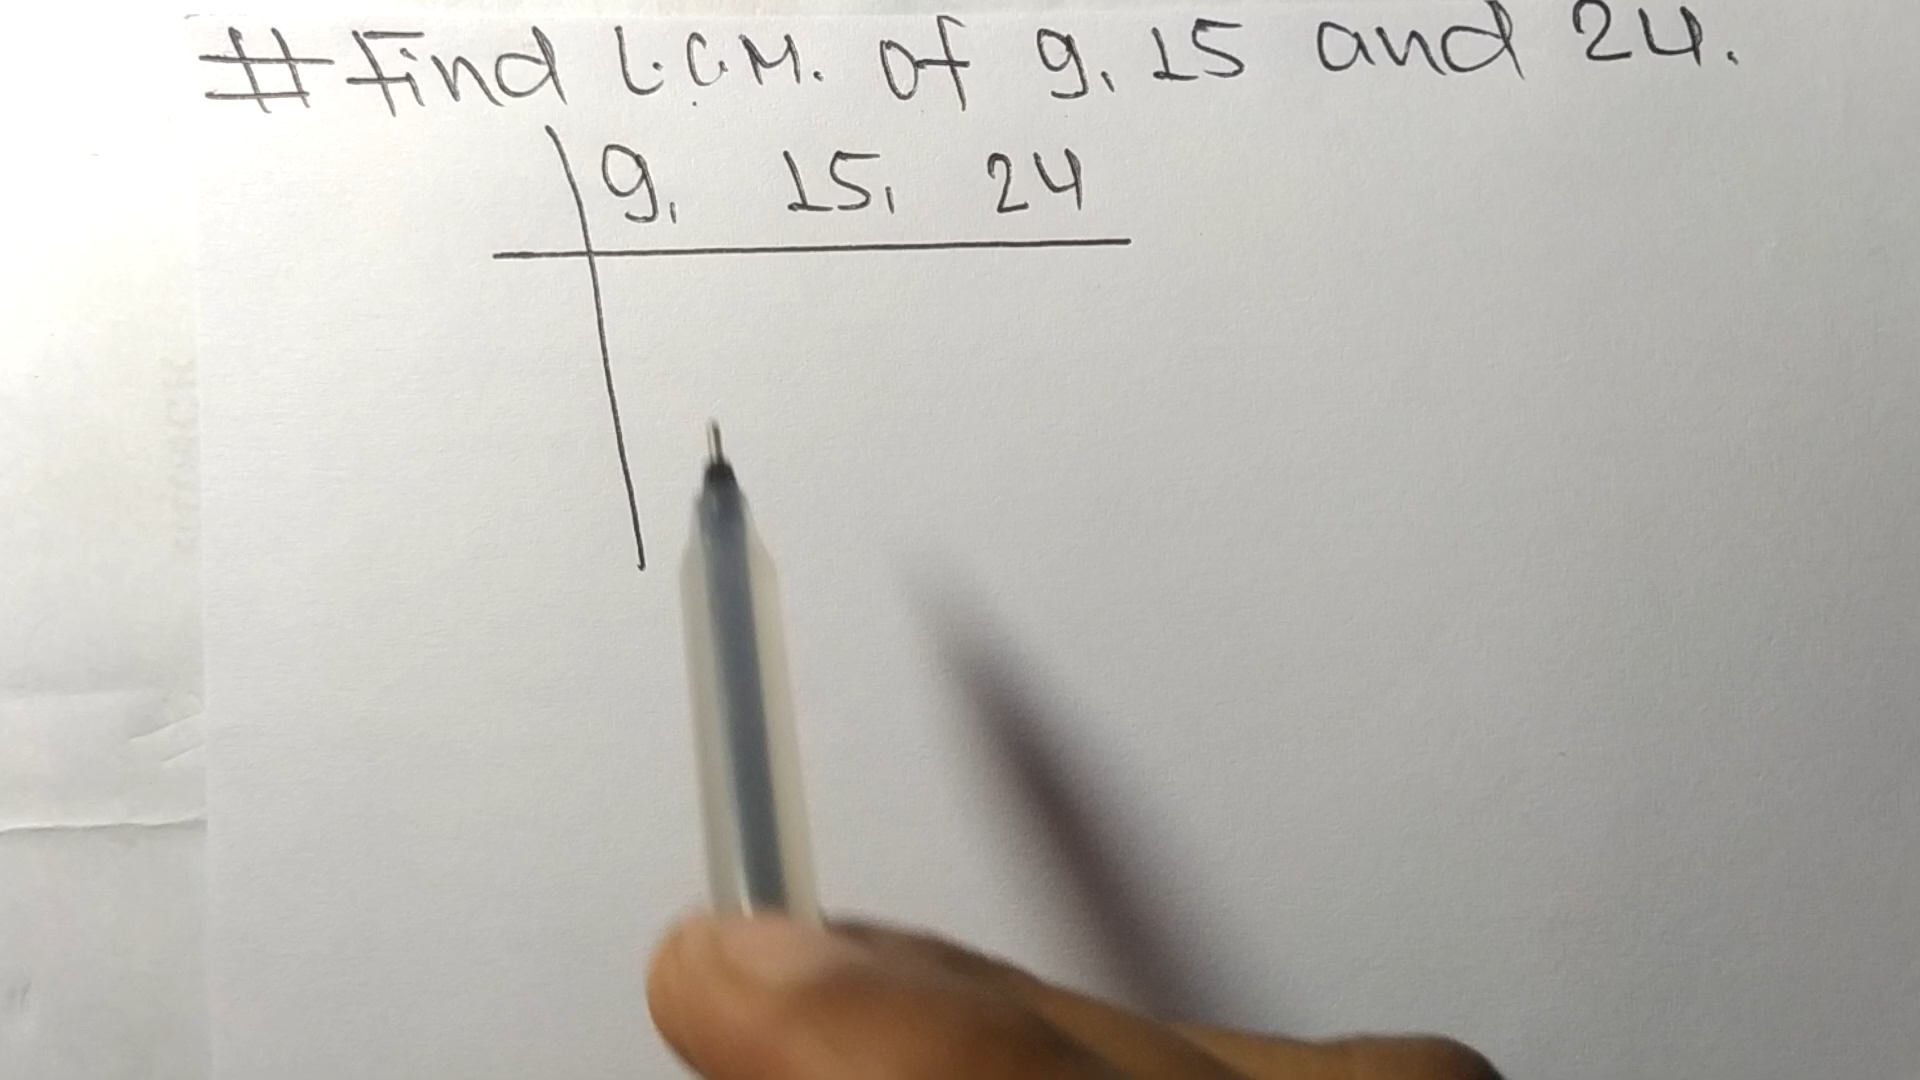 # Find L.C.M. of 9, 15 and 24.
9, 15, 24